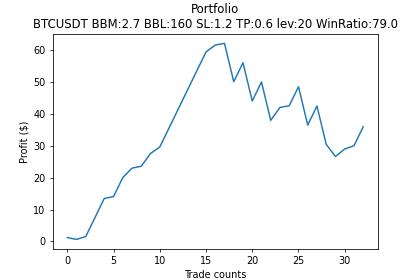 Portfolio
BTCUSDT BBM:2.7 BBL:160 SL:1.2 TP:0.6 lev:20 WinRatio:79.0
60
50
40
30
20
10
0
Profit ($)
0 5 10 15 20 25 30
Trade counts